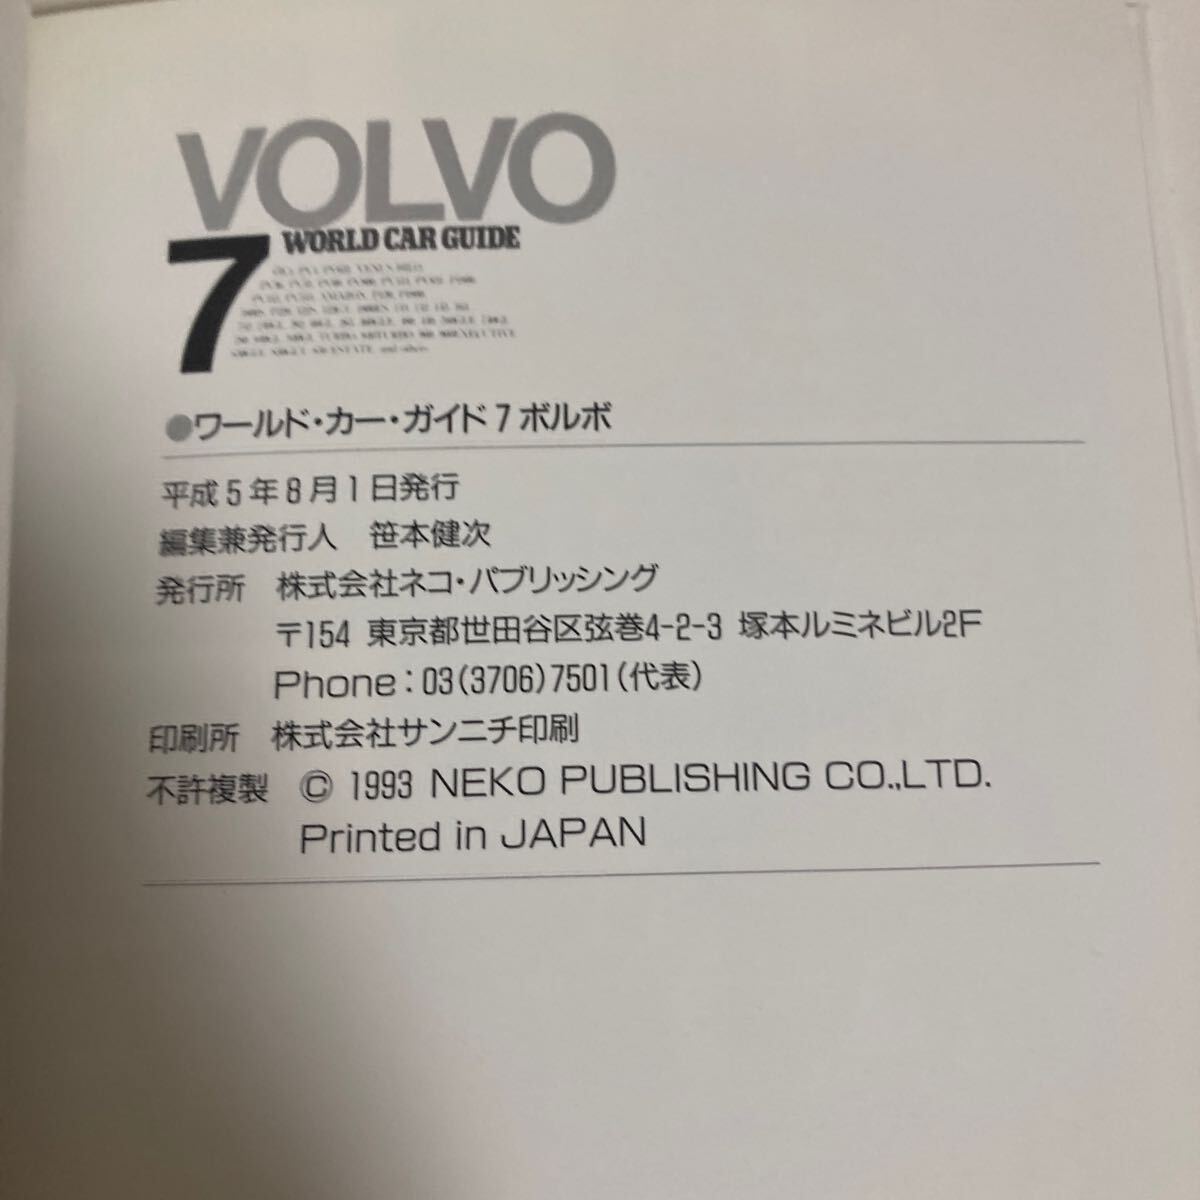 VOLVO
7 WORLD CAR GUIDE
●ワールド・カー・ガイド7 ボルボ
平成5年8月1日発行
編集兼発行人 笹本健次
発行所 株式会社ネコ・パブリッシング
〒154 東京都世田谷区弦巻4-2-3 塚本ルミネビル2F
Phone:03(3706)7501(代表)
印刷所 株式会社サンニチ印刷
不許複製 © 1993 NEKO PUBLISHING CO.,LTD.
Printed in JAPAN